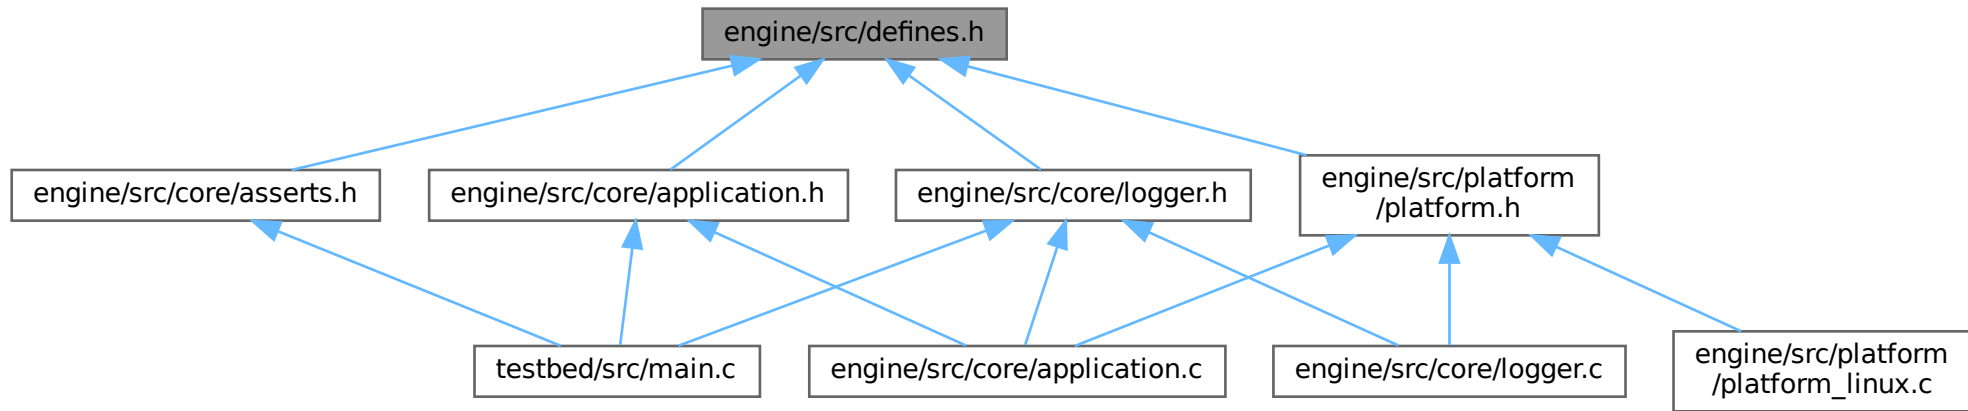 engine/src/defines.h
engine/src/core/asserts.h
engine/src/core/application.h
engine/src/core/logger.h
engine/src/platform
/platform.h
testbed/src/main.c
engine/src/core/application.c
engine/src/core/logger.c
engine/src/platform
/platform_linux.c